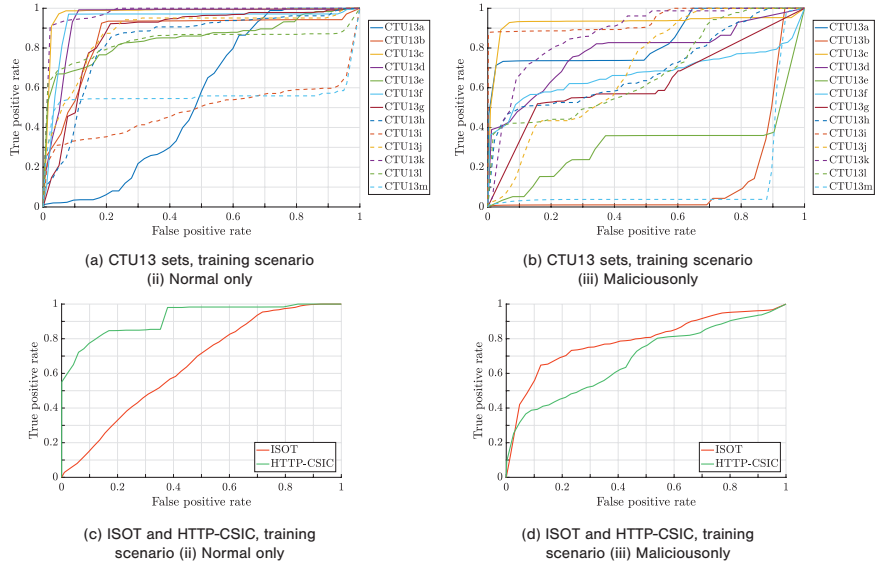 True positive rate
1
0.8
0.6
0.4
0.2
0
0
0.2
0.4
0.6
0.8
1
False positive rate
CTU13a
CTU13b
CTU13c
CTU13d
CTU13e
CTU13f
CTU13g
CTU13h
CTU13i
CTU13j
CTU13k
CTU13l
CTU13m
(a) CTU13 sets, training scenario
(ii) Normal only
True positive rate
1
0.8
0.6
0.4
0.2
0
0
0.2
0.4
0.6
0.8
1
False positive rate
CTU13a
CTU13b
CTU13c
CTU13d
CTU13e
CTU13f
CTU13g
CTU13h
CTU13i
CTU13j
CTU13k
CTU13l
CTU13m
(b) CTU13 sets, training scenario
(iii) Maliciousonly
True positive rate
1
0.8
0.6
0.4
0.2
0
0
0.2
0.4
0.6
0.8
1
False positive rate
ISOT
HTTP-CSIC
(c) ISOT and HTTP-CSIC, training
scenario (ii) Normal only
True positive rate
1
0.8
0.6
0.4
0.2
0
0
0.2
0.4
0.6
0.8
1
False positive rate
ISOT
HTTP-CSIC
(d) ISOT and HTTP-CSIC, training
scenario (iii) Maliciousonly